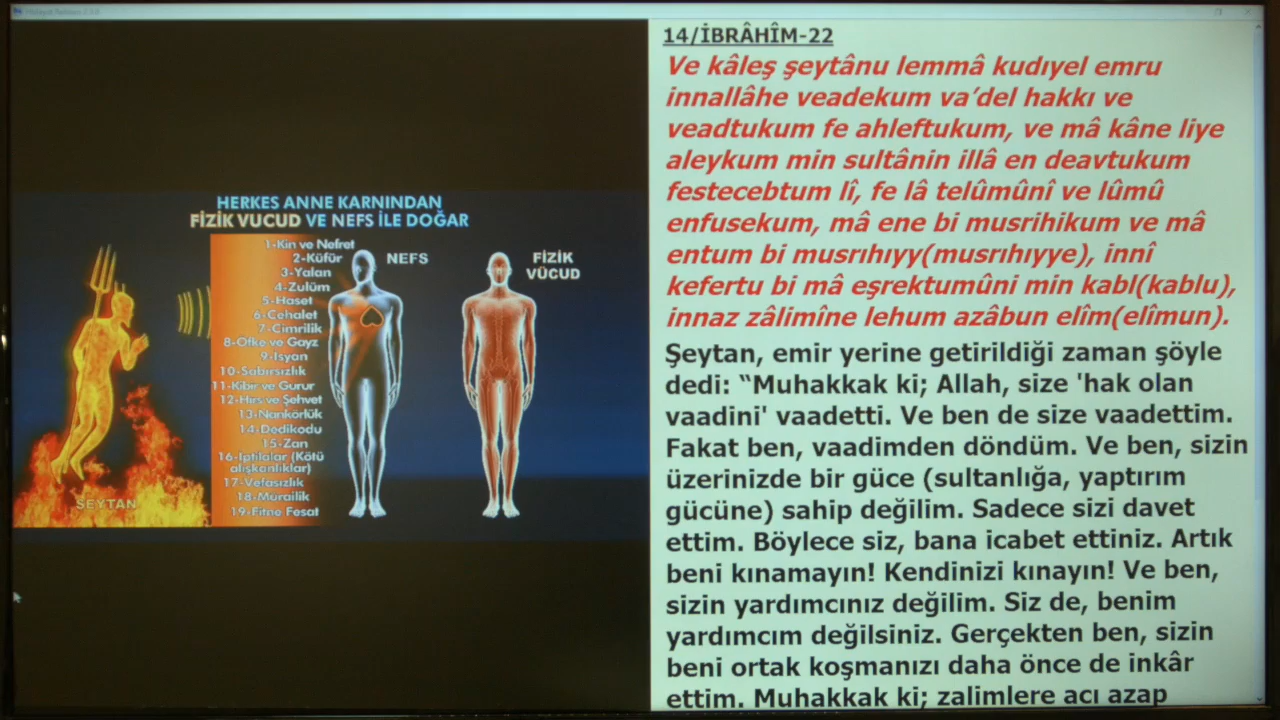 HERKES ANNE KARNINDAN
FİZİK VUCUD VE NEFS İLE DOĞAR
1-Kin ve Nefret
2-Küfür
3-Yalan
4-Zulüm
5-Haset
6-Cehalet
7-Cimrilik
8-Öfke ve Gayz
9-İsyan
10-Sabırsızlık
11-Kibir ve Gurur
12-Hırs ve Şehvet
13-Nankörlük
14-Dedikodu
15-Zan
16-İptilalar (Kötü
alışkanlıklar)
17-Vefasızlık
18-Mürailik
19-Fitne Fesat
NEFS
FİZİK
VÜCUD
ŞEYTAN
14/İBRÂHÎM-22
Ve kâleş şeytânu lemmâ kudıyel emru
innallâhe veadekum va’del hakkı ve
veadtukum fe ahleftukum, ve mâ kâne liye
aleykum min sultânin illâ en deavtukum
festecebtum lî, fe lâ telûmûnî ve lûmû
enfusekum, mâ ene bi musrihikum ve mâ
entum bi musrıhıyy(musrıhıyye), innî
kefertu bi mâ eşrektumûni min kabl(kablu),
innaz zâlimîne lehum azâbun elîm(elîmun).
Şeytan, emir yerine getirildiği zaman şöyle
dedi: “Muhakkak ki; Allah, size 'hak olan
vaadini' vaadetti. Ve ben de size vaadettim.
Fakat ben, vaadimden döndüm. Ve ben, sizin
üzerinizde bir güce (sultanlığa, yaptırım
gücüne) sahip değilim. Sadece sizi davet
ettim. Böylece siz, bana icabet ettiniz. Artık
beni kınamayın! Kendinizi kınayın! Ve ben,
sizin yardımcınız değilim. Siz de, benim
yardımcım değilsiniz. Gerçekten ben, sizin
beni ortak koşmanızı daha önce de inkâr
ettim. Muhakkak ki; zalimlere acı azap